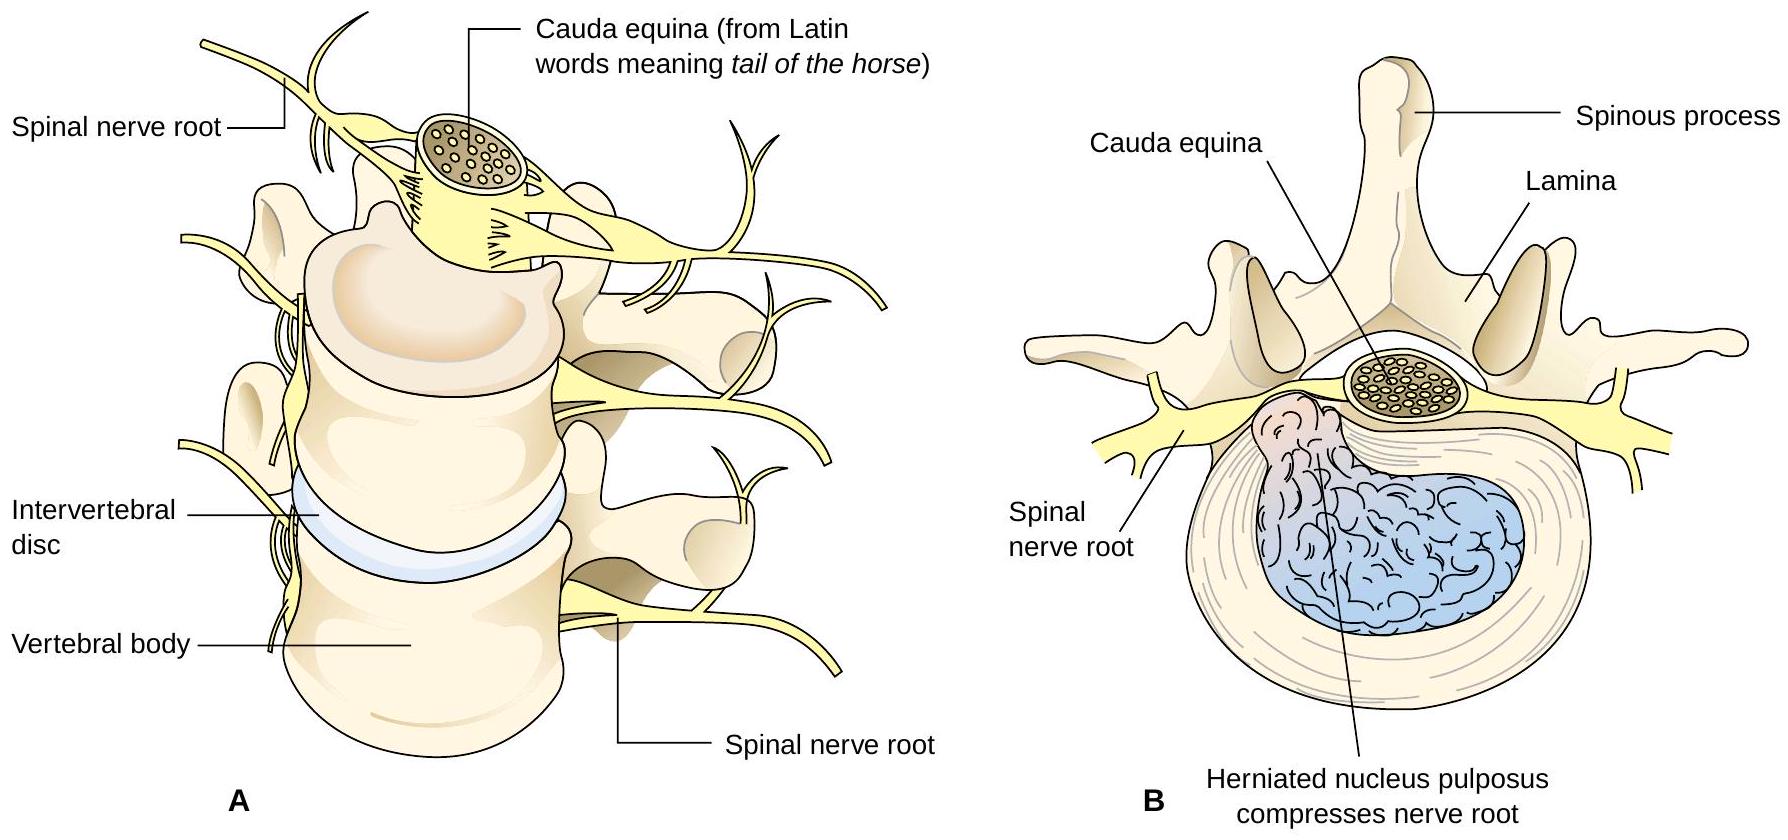 Cauda equina (from Latin
words meaning tail of the horse)
Spinal nerve root
Intervertebral
disc
Vertebral body
Spinal nerve root
A
Spinous process
Cauda equina
Lamina
Spinal
nerve root
Herniated nucleus pulposus
compresses nerve root
B